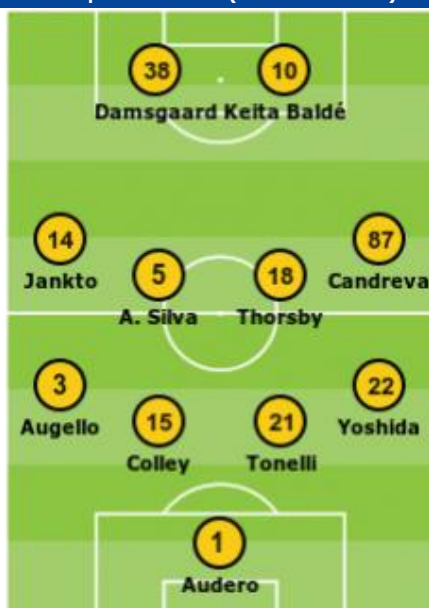 38 10
Damsgaard Keita Baldé
14 87
Jankto Candreva
5 18
A. Silva Thorsby
3 22
Augello Yoshida
15 21
Colley Tonelli
1
Audero